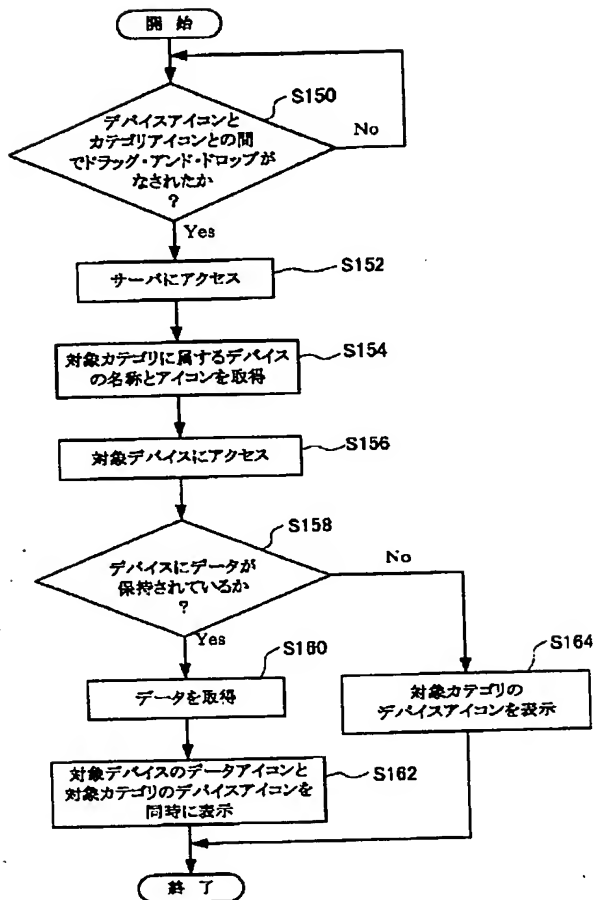 開始
S150
デバイスアイコンと
カテゴリアイコンとの間
でドラッグ・アンド・ドロップが
なされたか
?
No
Yes
サーバにアクセス
S152
対象カテゴリに属するデバイス
の名称とアイコンを取得
S154
対象デバイスにアクセス
S156
S158
デバイスにデータが
保持されているか
?
No
Yes
S160
データを取得
S164
対象カテゴリの
デバイスアイコンを表示
対象デバイスのデータアイコンと
対象カテゴリのデバイスアイコンを
同時に表示
S162
終了